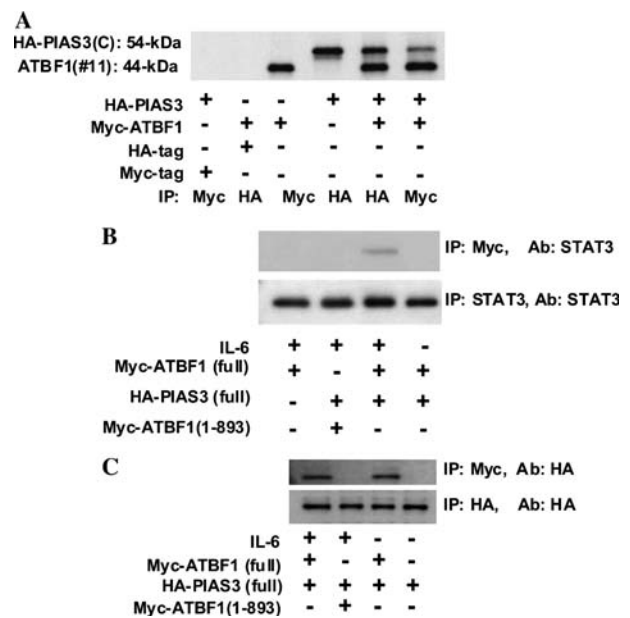 A
HA-PIAS3(C): 54-kDa
ATBF1(#11): 44-kDa
HA-PIAS3 + - - + + +
Myc-ATBF1 - + + - + +
HA-tag - + - - - -
Myc-tag + - - - - -
IP: Myc HA Myc HA HA Myc
B
IP: Myc, Ab: STAT3
IP: STAT3, Ab: STAT3
IL-6 + + + -
Myc-ATBF1 (full) + - + +
HA-PIAS3 (full) - + + +
Myc-ATBF1(1-893) - + - -
C
IP: Myc, Ab: HA
IP: HA, Ab: HA
IL-6 + + - -
Myc-ATBF1 (full) + - + -
HA-PIAS3 (full) + + + +
Myc-ATBF1(1-893) - + - -